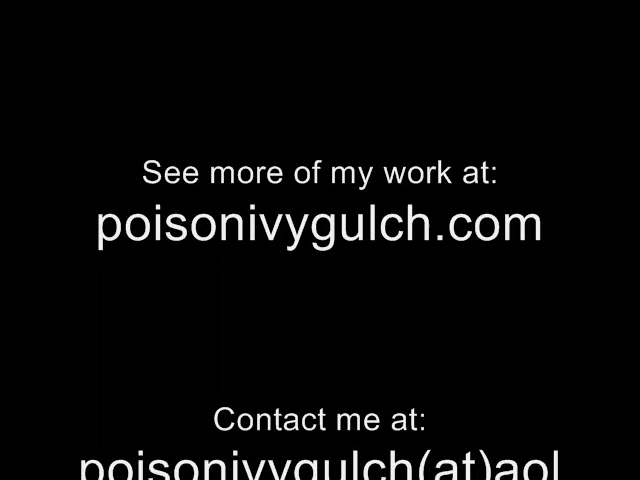 See more of my work at:
poisonivygulch.com
Contact me at:
poisonivygulch(at)aol